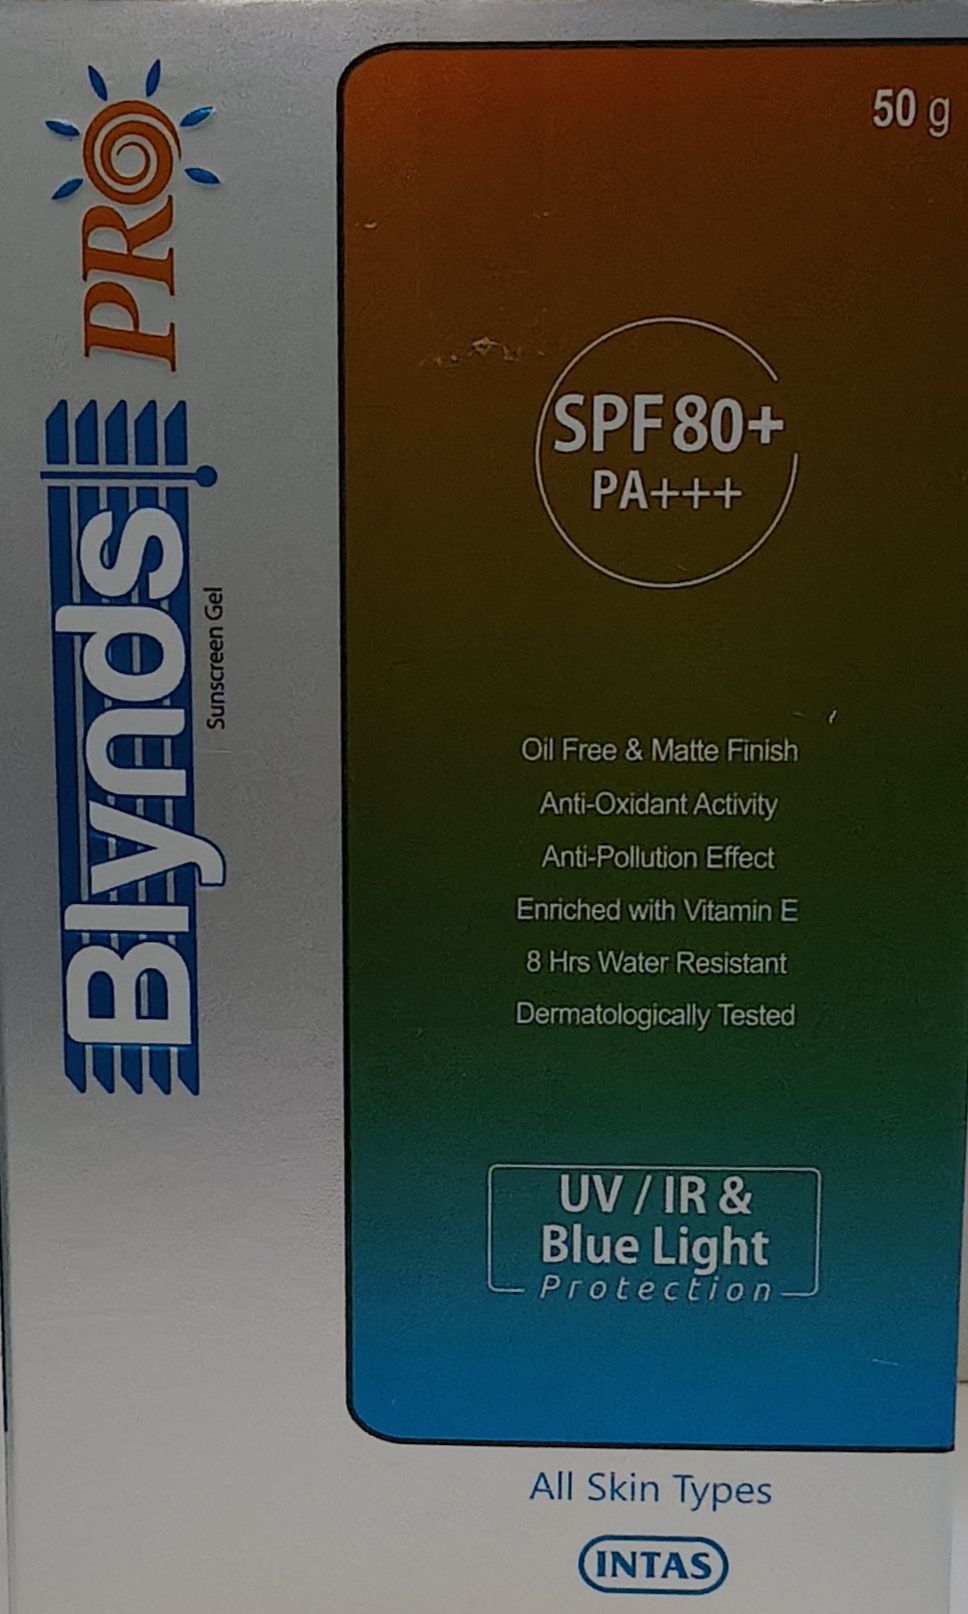 Blynds PRO
Sunscreen Gel
50 g
SPF 80+
PA+++
Oil Free & Matte Finish
Anti-Oxidant Activity
Anti-Pollution Effect
Enriched with Vitamin E
8 Hrs Water Resistant
Dermatologically Tested
UV / IR &
Blue Light
Protection
All Skin Types
INTAS